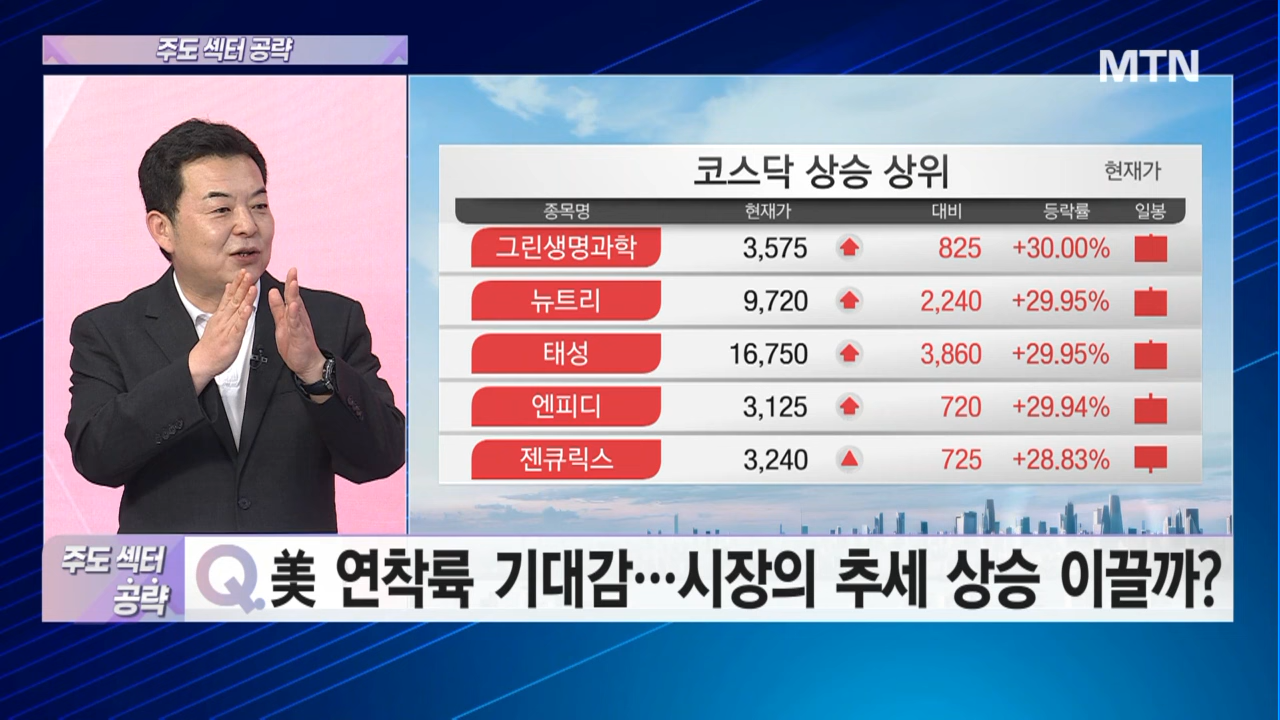 주도 섹터 공략
MTN
코스닥 상승 상위
현재가
종목명 현재가 대비 등락률 일봉
그린생명과학 3,575 825 +30.00%
뉴트리 9,720 2,240 +29.95%
태성 16,750 3,860 +29.95%
엔피디 3,125 720 +29.94%
젠큐릭스 3,240 725 +28.83%
주도 섹터
공략
Q. 美 연착륙 기대감…시장의 추세 상승 이끌까?